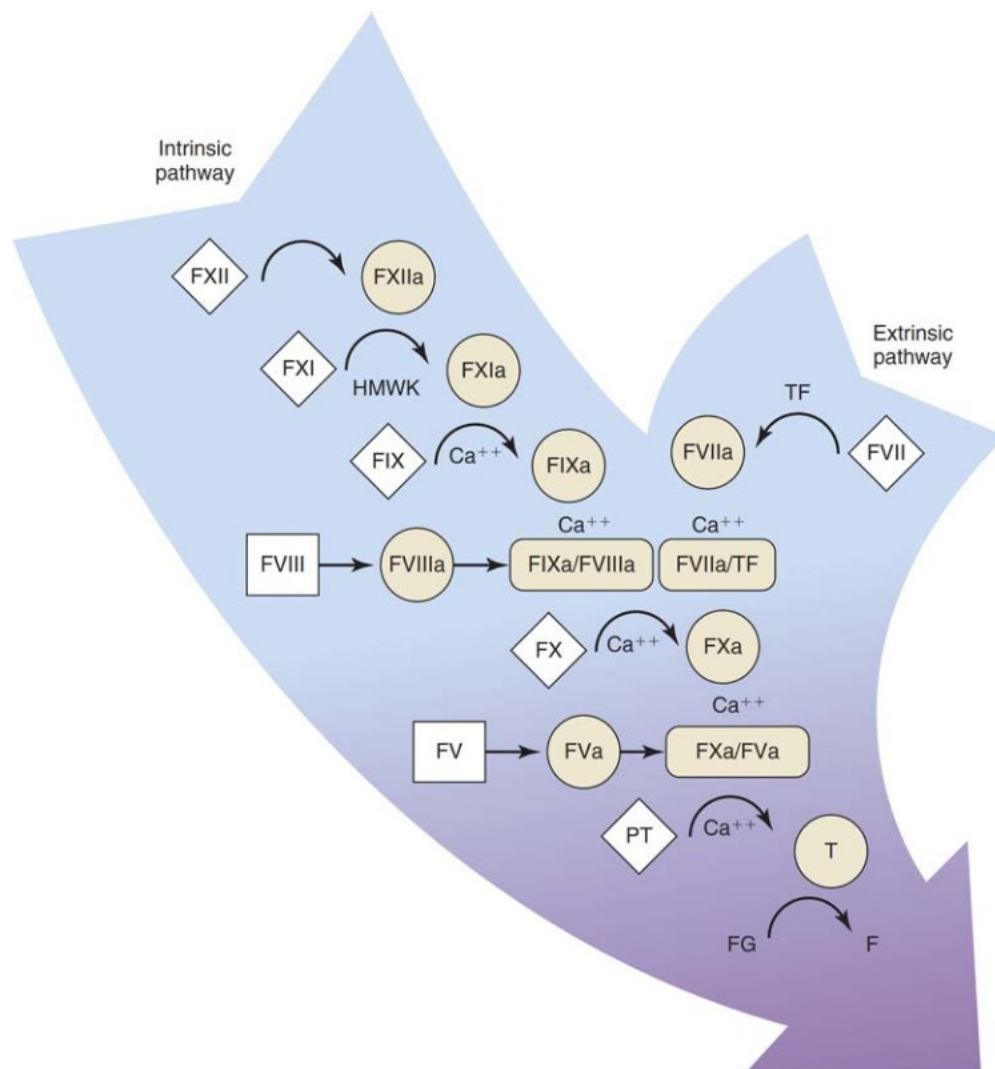 Intrinsic
pathway
FXII
FXIIa
Extrinsic
pathway
FXI
HMWK
FXIa
TF
FIX
Ca++
FIXa
FVIIa
FVII
Ca++
Ca++
FVIII
FVIIIa
FIXa/FVIIIa
FVIIa/TF
FX
Ca++
FXa
Ca++
FV
FVa
FXa/FVa
PT
Ca++
T
FG
F